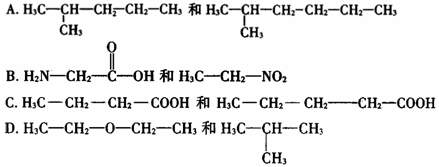 A. H₃C—CH—CH₂—CH₂—CH₃ 和 H₃C—CH—CH₂—CH₂—CH₂—CH₃
CH₃ CH₃
O
B. H₂N—CH₂—C—OH 和 H₃C—CH₂—NO₂
C. H₃C—CH₂—CH₂—COOH 和 H₃C—CH₂—CH₂——CH₂—COOH
D. H₃C—CH₂—O—CH₂—CH₃ 和 H₃C—CH—CH₃
CH₃